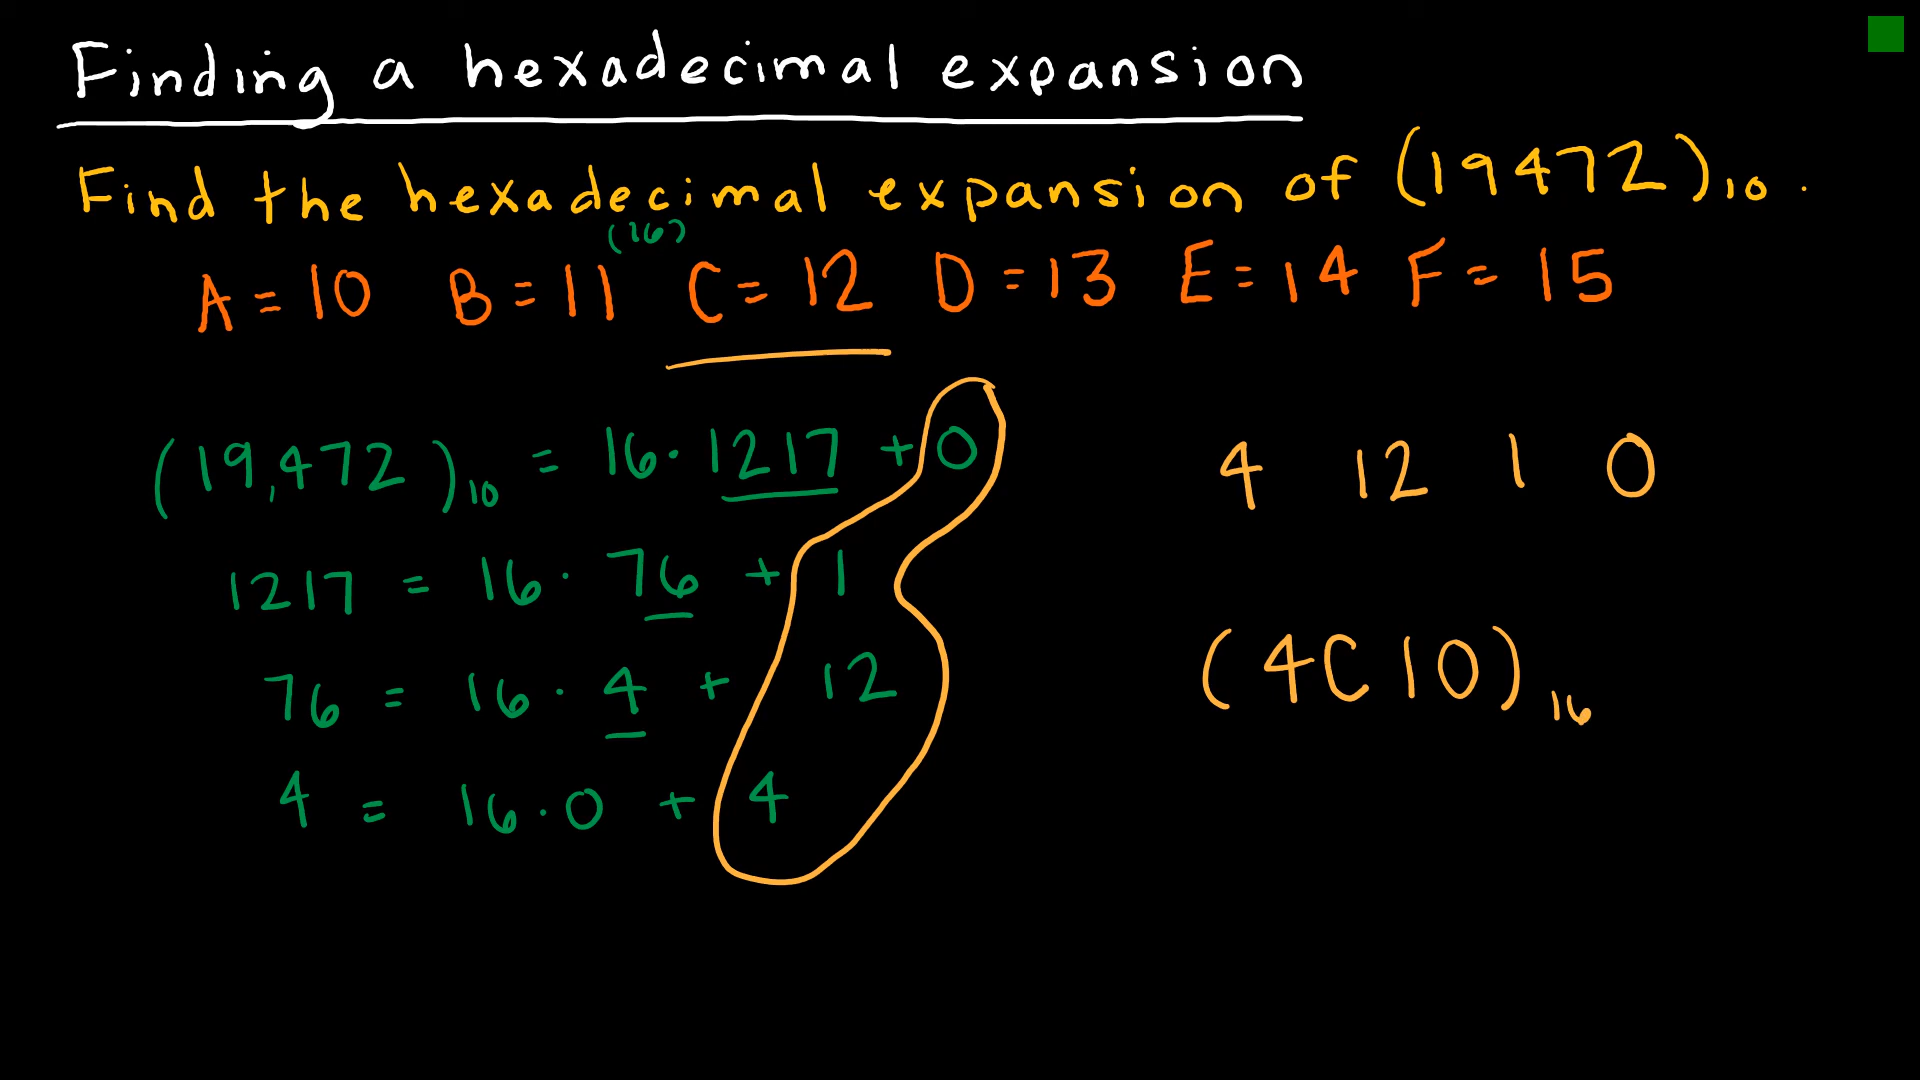 Finding a hexadecimal expansion
Find the hexadecimal expansion of (19472)₁₀.
(16)
A = 10 B = 11 C = 12 D = 13 E = 14 F = 15
(19,472)₁₀ = 16 · 1217 + 0
4 12 1 0
1217 = 16 · 76 + 1
76 = 16 · 4 + 12
(4C10)₁₆
4 = 16 · 0 + 4